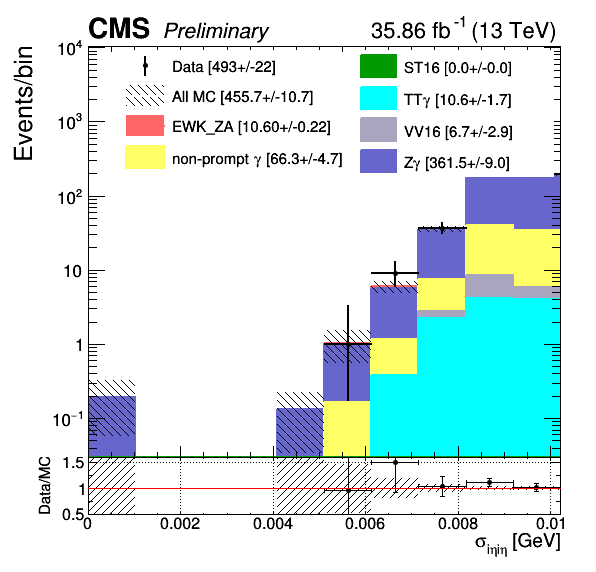 CMS Preliminary 35.86 fb⁻¹ (13 TeV)
Events/bin
10⁴
10³
10²
10
1
10⁻¹
Data [493+/-22]
All MC [455.7+/-10.7]
EWK_ZA [10.60+/-0.22]
non-prompt γ [66.3+/-4.7]
ST16 [0.0+/-0.0]
TTγ [10.6+/-1.7]
VV16 [6.7+/-2.9]
Zγ [361.5+/-9.0]
Data/MC
1.5
1
0.5
0 0.002 0.004 0.006 0.008 0.01
σiηiη [GeV]